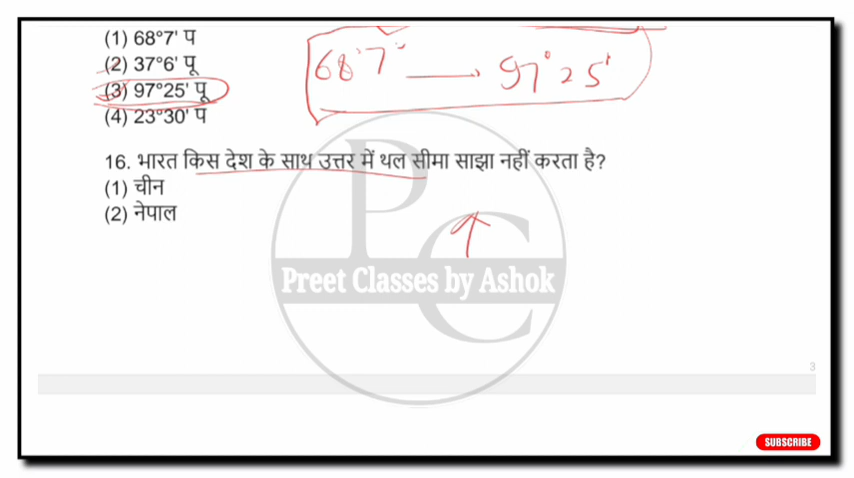 (1) 68°7' प
(2) 37°6' पू
(3) 97°25' पू
(4) 23°30' प
68°7' → 97°25'
16. भारत किस देश के साथ उत्तर में थल सीमा साझा नहीं करता है?
(1) चीन
(2) नेपाल
PC
Preet Classes by Ashok
3
SUBSCRIBE